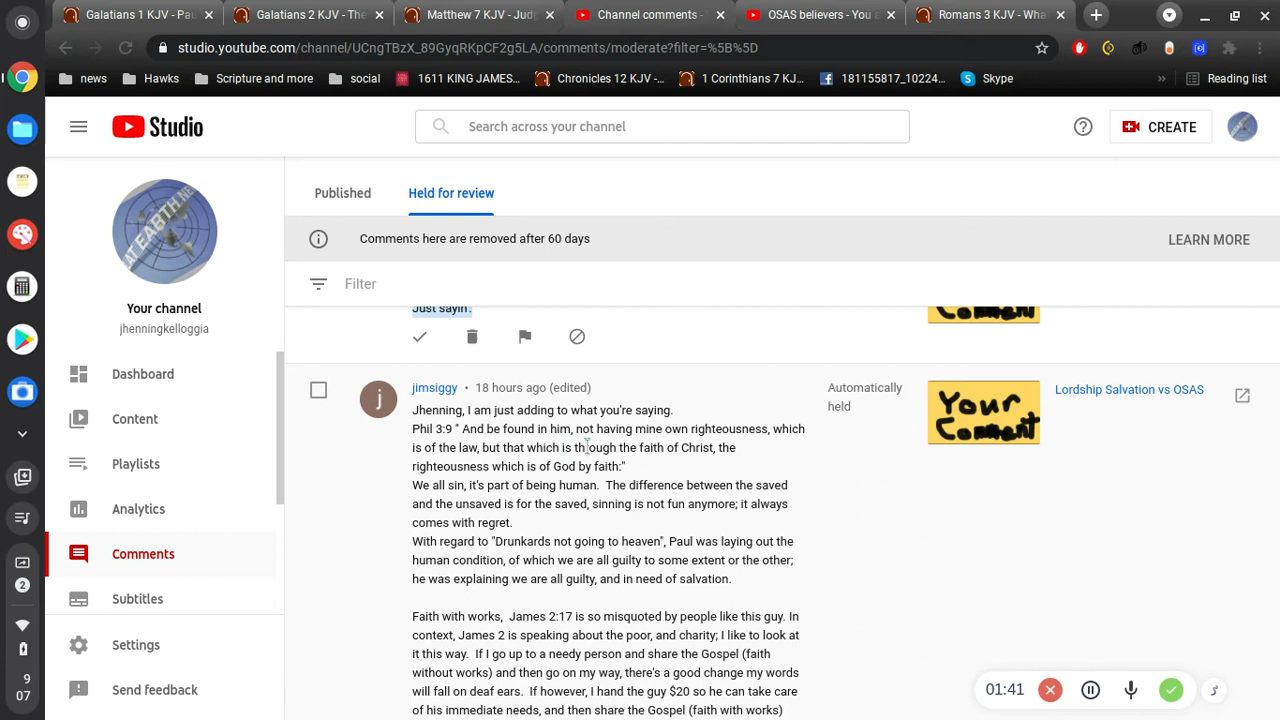 Galatians 1 KJV - Pau
Galatians 2 KJV - The
Matthew 7 KJV - Judg
Channel comments -
OSAS believers - You a
Romans 3 KJV - Wha
studio.youtube.com/channel/UCngTBzX_89GyqRKpCF2g5LA/comments/moderate?filter=%5B%5D
news
Hawks
Scripture and more
social
1611 KING JAMES...
Chronicles 12 KJV -...
1 Corinthians 7 KJ...
181155817_10224...
Skype
»
Reading list
Studio
Search across your channel
CREATE
FLAT EARTH.NE
Your channel
jhenningkelloggia
Dashboard
Content
Playlists
Analytics
Comments
Subtitles
Settings
Send feedback
2
9
07
Published
Held for review
Comments here are removed after 60 days
LEARN MORE
Filter
Just sayin'.
Comment
jimsiggy • 18 hours ago (edited)
j
Jhenning, I am just adding to what you're saying.
Phil 3:9 " And be found in him, not having mine own righteousness, which
is of the law, but that which is through the faith of Christ, the
righteousness which is of God by faith:"
We all sin, it's part of being human.  The difference between the saved
and the unsaved is for the saved, sinning is not fun anymore; it always
comes with regret.
With regard to "Drunkards not going to heaven", Paul was laying out the
human condition, of which we are all guilty to some extent or the other;
he was explaining we are all guilty, and in need of salvation.
Faith with works,  James 2:17 is so misquoted by people like this guy. In
context, James 2 is speaking about the poor, and charity; I like to look at
it this way.  If I go up to a needy person and share the Gospel (faith
without works) and then go on my way, there's a good change my words
will fall on deaf ears.  If however, I hand the guy $20 so he can take care
of his immediate needs, and then share the Gospel (faith with works)
Automatically
held
Your
Comment
Lordship Salvation vs OSAS
01:41